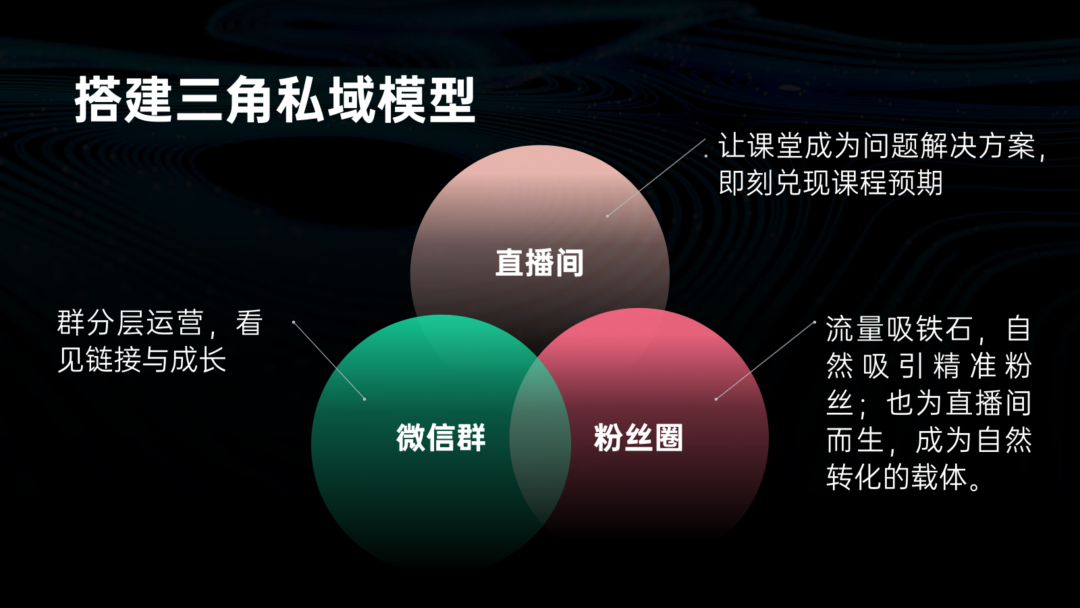 搭建三角私域模型
. 让课堂成为问题解决方案，
即刻兑现课程预期
直播间
群分层运营，看
见链接与成长
微信群
粉丝圈
流量吸铁石，自
然吸引精准粉
丝；也为直播间
而生，成为自然
转化的载体。